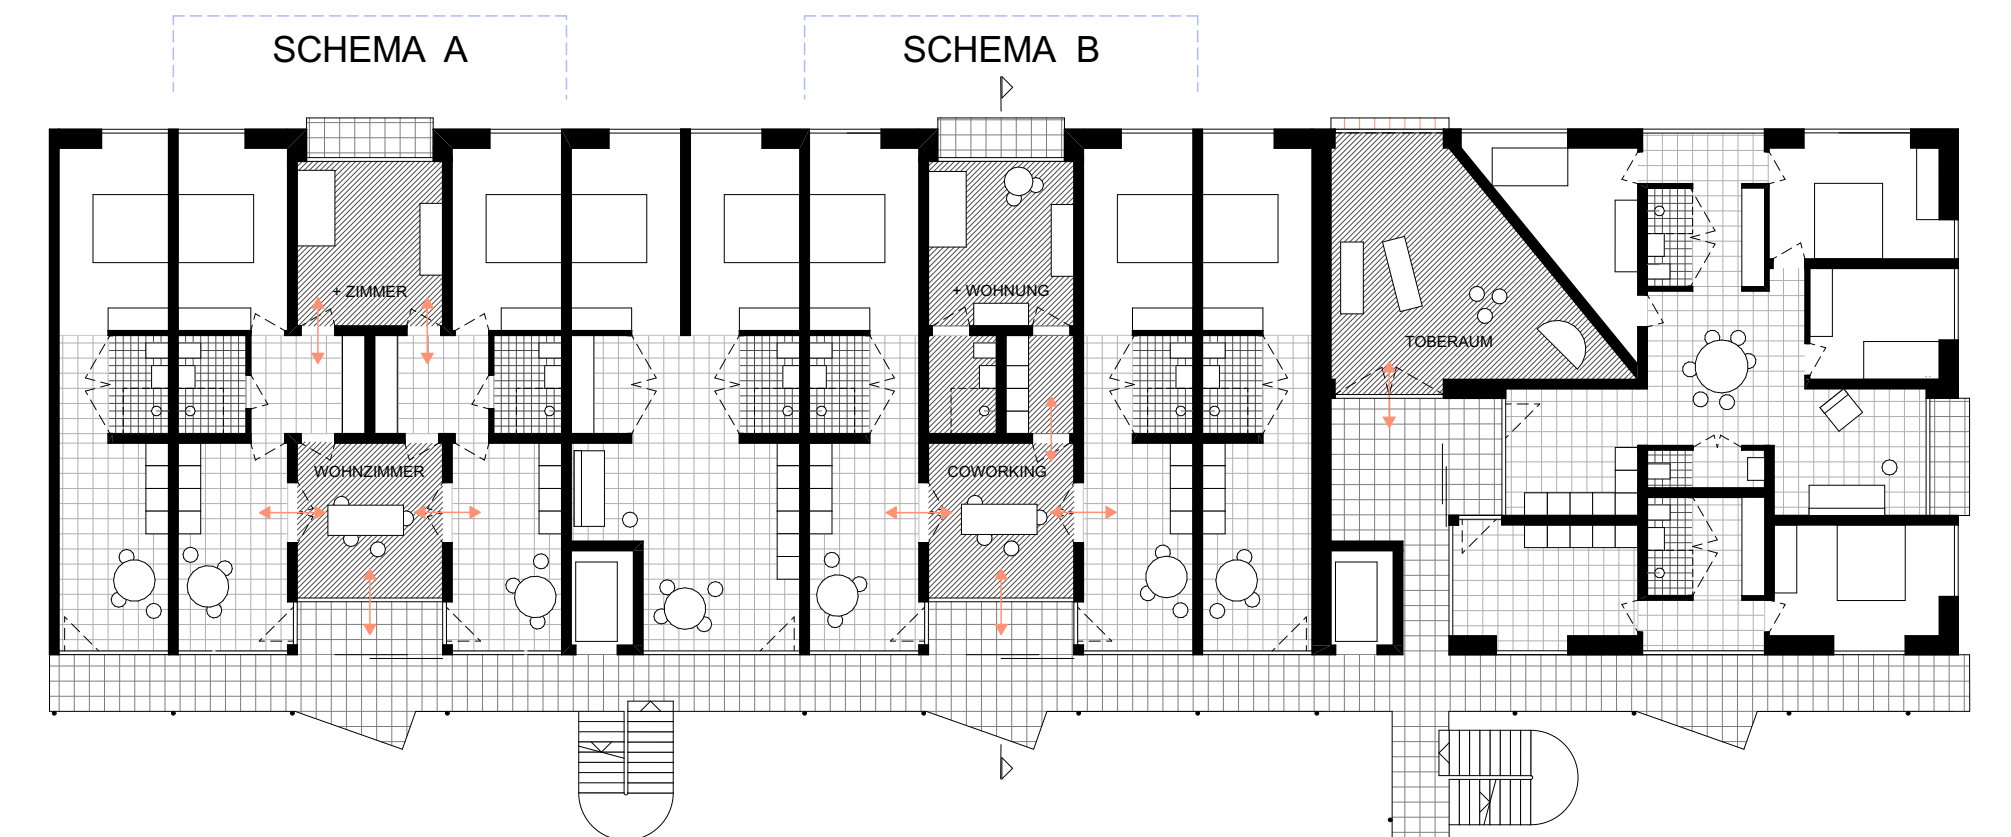 SCHEMA A
SCHEMA B
+ ZIMMER
+ WOHNUNG
TOBERAUM
WOHNZIMMER
COWORKING